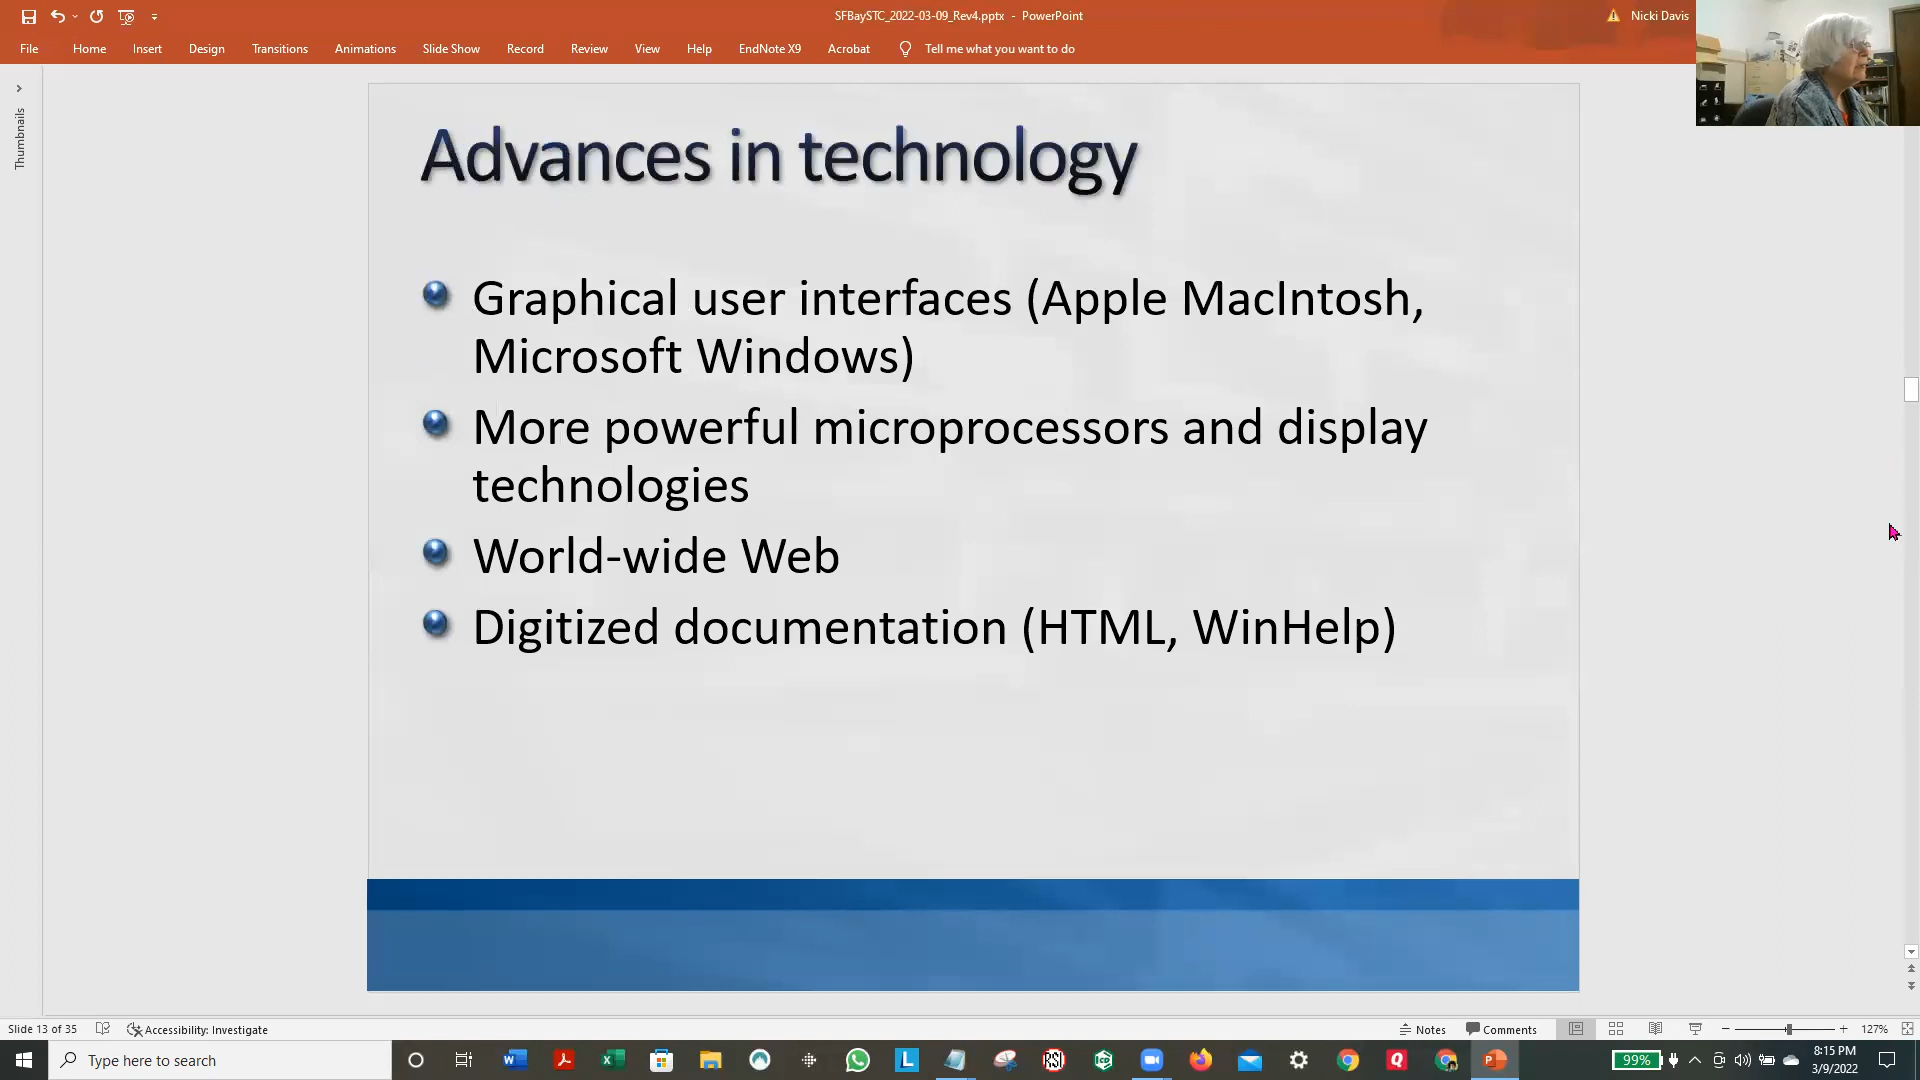 SFBaySTC_2022-03-09_Rev4.pptx - PowerPoint
Nicki Davis
File Home Insert Design Transitions Animations Slide Show Record Review View Help EndNote X9 Acrobat Tell me what you want to do
Thumbnails
Advances in technology
Graphical user interfaces (Apple MacIntosh,
Microsoft Windows)
More powerful microprocessors and display
technologies
World-wide Web
Digitized documentation (HTML, WinHelp)
Slide 13 of 35 Accessibility: Investigate Notes Comments 127%
Type here to search
99%
8:15 PM
3/9/2022